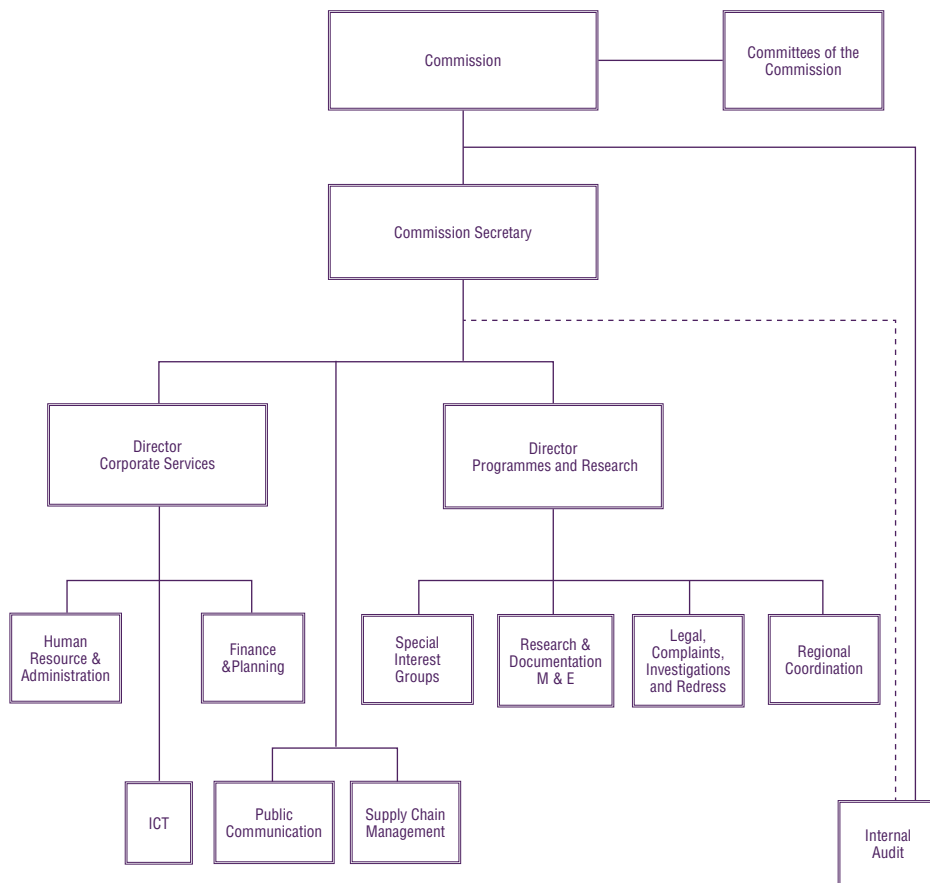 Commission
Committees of the
Commission
Commission Secretary
Director
Corporate Services
Director
Programmes and Research
Human
Resource &
Administration
Finance
&Planning
Special
Interest
Groups
Research &
Documentation
M & E
Legal,
Complaints,
Investigations
and Redress
Regional
Coordination
ICT
Public
Communication
Supply Chain
Management
Internal
Audit